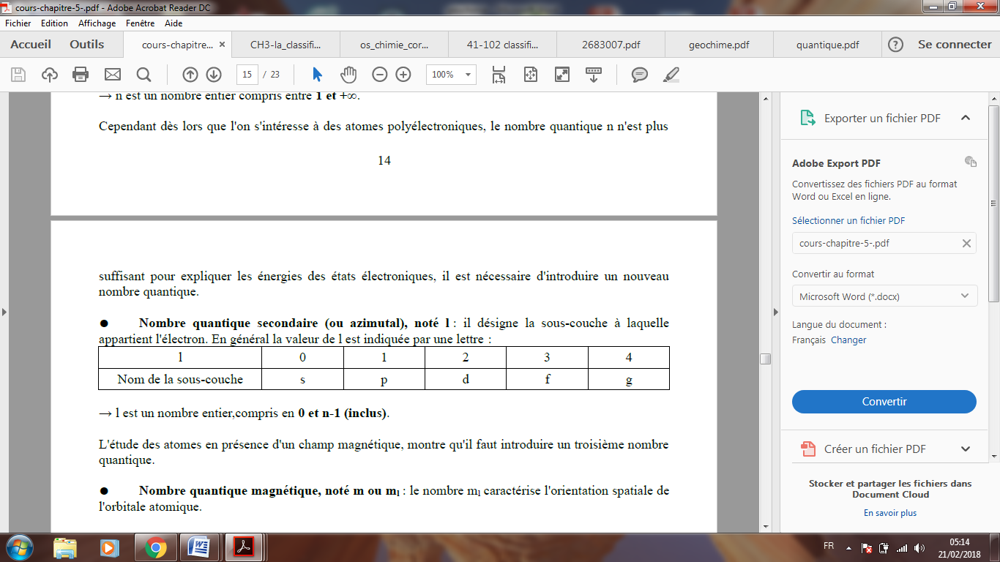 cours-chapitre-5-.pdf - Adobe Acrobat Reader DC
Fichier Edition Affichage Fenêtre Aide
Accueil Outils cours-chapitre... × CH3-la_classifi... os_chimie_cor... 41-102 classifi... 2683007.pdf geochime.pdf quantique.pdf ? Se connecter
15 / 23 100%
→ n est un nombre entier compris entre 1 et +∞.
Cependant dès lors que l'on s'intéresse à des atomes polyélectroniques, le nombre quantique n n'est plus
14
suffisant pour expliquer les énergies des états électroniques, il est nécessaire d'introduire un nouveau
nombre quantique.
● Nombre quantique secondaire (ou azimutal), noté l : il désigne la sous-couche à laquelle
appartient l'électron. En général la valeur de l est indiquée par une lettre :
l 0 1 2 3 4
Nom de la sous-couche s p d f g
→ l est un nombre entier,compris en 0 et n-1 (inclus).
L'étude des atomes en présence d'un champ magnétique, montre qu'il faut introduire un troisième nombre
quantique.
● Nombre quantique magnétique, noté m ou ml : le nombre ml caractérise l'orientation spatiale de
l'orbitale atomique.
Exporter un fichier PDF
Adobe Export PDF
Convertissez des fichiers PDF au format
Word ou Excel en ligne.
Sélectionner un fichier PDF
cours-chapitre-5-.pdf
Convertir au format
Microsoft Word (*.docx)
Langue du document :
Français Changer
Convertir
Créer un fichier PDF
Stocker et partager les fichiers dans
Document Cloud
En savoir plus
FR
05:14
21/02/2018